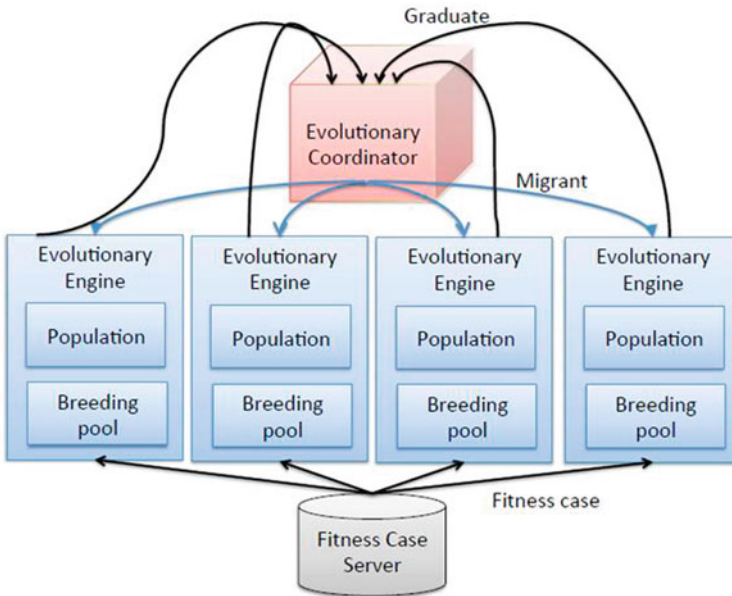 Graduate
Evolutionary
Coordinator
Migrant
Evolutionary
Engine
Population
Breeding
pool
Evolutionary
Engine
Population
Breeding
pool
Evolutionary
Engine
Population
Breeding
pool
Evolutionary
Engine
Population
Breeding
pool
Fitness case
Fitness Case
Server